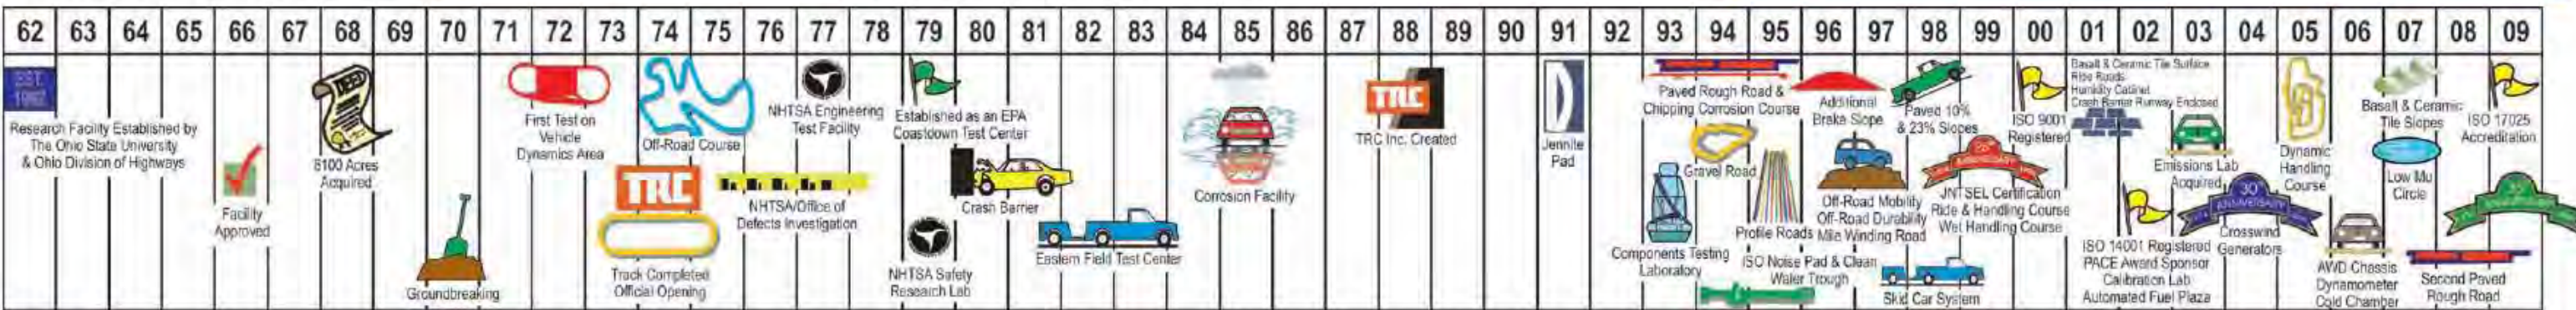 62 63 64 65 66 67 68 69 70 71 72 73 74 75 76 77 78 79 80 81 82 83 84 85 86 87 88 89 90 91 92 93 94 95 96 97 98 99 00 01 02 03 04 05 06 07 08 09
EST.
1962
Research Facility Established by
The Ohio State University
& Ohio Division of Highways
Facility
Approved
DEED
8100 Acres
Acquired
Groundbreaking
First Test on
Vehicle
Dynamics Area
TRC
Track Completed
Official Opening
Off-Road Course
NHTSA Engineering
Test Facility
NHTSA/Office of
Defects Investigation
Established as an EPA
Coastdown Test Center
NHTSA Safety
Research Lab
Crash Barrier
Eastern Field Test Center
Corrosion Facility
TRC
TRC Inc. Created
Jennite
Pad
Paved Rough Road &
Chipping Corrosion Course
Components Testing
Laboratory
Gravel Road
Profile Roads
ISO Noise Pad & Clean
Water Trough
Additional
Brake Slope
Off-Road Mobility
Off-Road Durability
Mile Winding Road
Skid Car System
Paved 10%
& 23% Slopes
25
ANNIVERSARY
JNTSEL Certification
Ride & Handling Course
Wet Handling Course
ISO 9001
Registered
Basalt & Ceramic Tile Surface
Ride Roads
Humidity Cabinet
Crash Barrier Runway Enclosed
ISO 14001 Registered
PACE Award Sponsor
Calibration Lab
Automated Fuel Plaza
Emissions Lab
Acquired
30
ANNIVERSARY
Crosswind
Generators
Dynamic
Handling
Course
AWD Chassis
Dynamometer
Cold Chamber
Basalt & Ceramic
Tile Slopes
Low Mu
Circle
Second Paved
Rough Road
ISO 17025
Accreditation
35
ANNIVERSARY